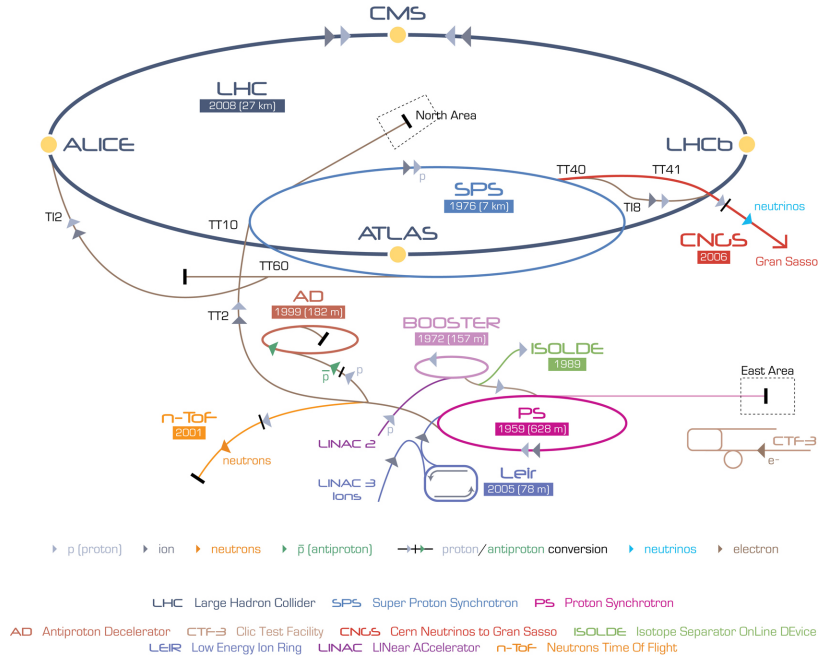 CMS
LHC
2008 (27 km)
North Area
ALICE
LHCb
TT40
TT41
p
SPS
1976 (7 km)
TI2
TI8
TT10
neutrinos
ATLAS
CNGS
2006
Gran Sasso
TT60
AD
1999 (182 m)
TT2
BOOSTER
1972 (157 m)
ISOLDE
1989
p̅
p
East Area
n-ToF
2001
PS
1959 (628 m)
LINAC 2
p
neutrons
CTF-3
e-
LINAC 3
Ions
Leir
2005 (78 m)
p (proton)
ion
neutrons
p̅ (antiproton)
proton/antiproton conversion
neutrinos
electron
LHC Large Hadron Collider SPS Super Proton Synchrotron PS Proton Synchrotron
AD Antiproton Decelerator CTF-3 Clic Test Facility CNGS Cern Neutrinos to Gran Sasso ISOLDE Isotope Separator OnLine DEvice
LEIR Low Energy Ion Ring LINAC LINear ACcelerator n-ToF Neutrons Time Of Flight